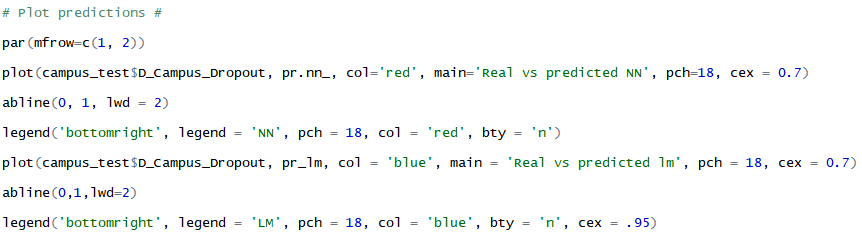 # Plot predictions #
par(mfrow=c(1, 2))
plot(campus_test$D_Campus_Dropout, pr.nn_, col='red', main='Real vs predicted NN', pch=18, cex = 0.7)
abline(0, 1, lwd = 2)
legend('bottomright', legend = 'NN', pch = 18, col = 'red', bty = 'n')
plot(campus_test$D_Campus_Dropout, pr_lm, col = 'blue', main = 'Real vs predicted lm', pch = 18, cex = 0.7)
abline(0,1,lwd=2)
legend('bottomright', legend = 'LM', pch = 18, col = 'blue', bty = 'n', cex = .95)